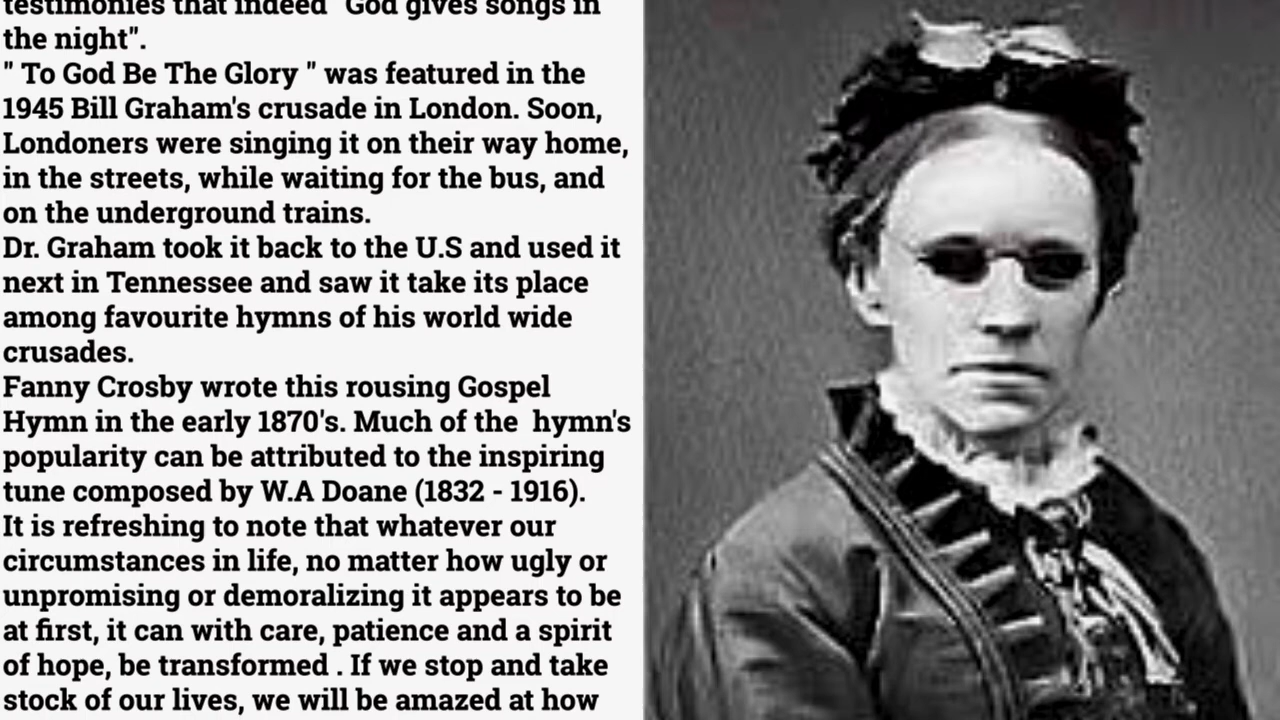 testimonies that indeed "God gives songs in
the night".
" To God Be The Glory " was featured in the
1945 Bill Graham's crusade in London. Soon,
Londoners were singing it on their way home,
in the streets, while waiting for the bus, and
on the underground trains.
Dr. Graham took it back to the U.S and used it
next in Tennessee and saw it take its place
among favourite hymns of his world wide
crusades.
Fanny Crosby wrote this rousing Gospel
Hymn in the early 1870's. Much of the  hymn's
popularity can be attributed to the inspiring
tune composed by W.A Doane (1832 - 1916).
It is refreshing to note that whatever our
circumstances in life, no matter how ugly or
unpromising or demoralizing it appears to be
at first, it can with care, patience and a spirit
of hope, be transformed . If we stop and take
stock of our lives, we will be amazed at how